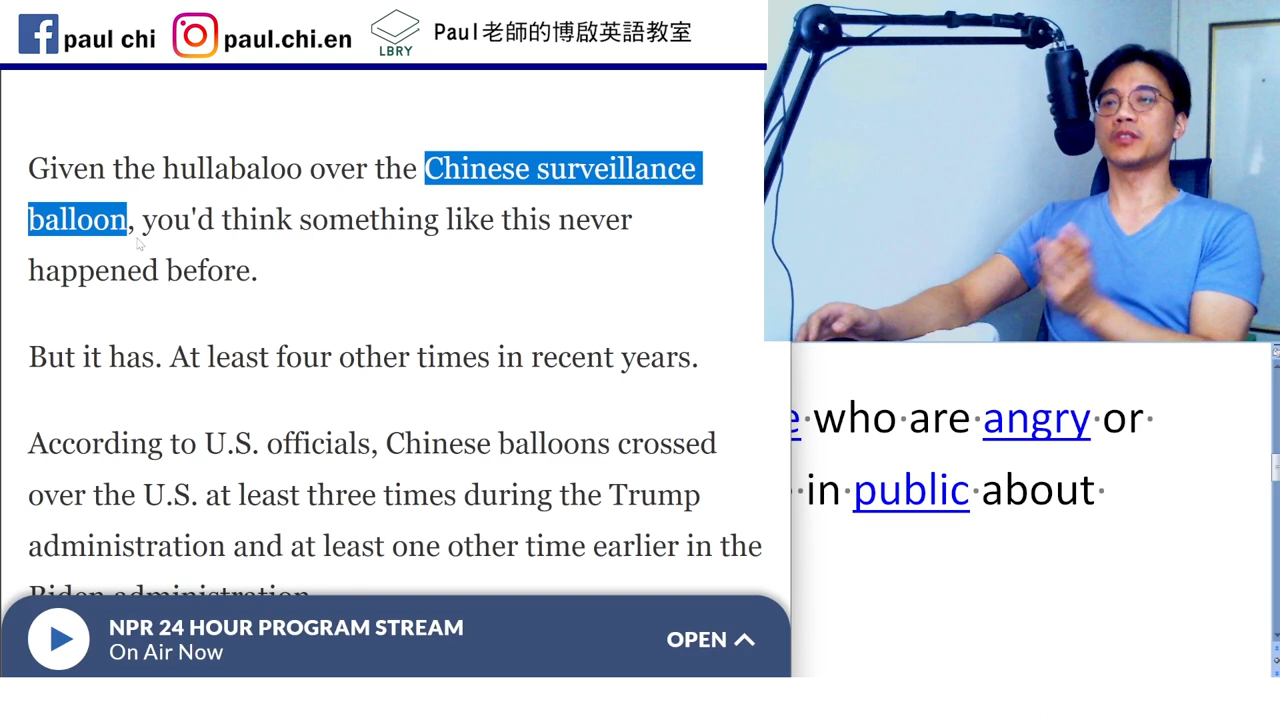 paul chi
paul.chi.en
LBRY
Paul老師的博啟英語教室
Given the hullabaloo over the Chinese surveillance
balloon, you'd think something like this never
happened before.
But it has. At least four other times in recent years.
According to U.S. officials, Chinese balloons crossed
over the U.S. at least three times during the Trump
administration and at least one other time earlier in the
Biden administration
NPR 24 HOUR PROGRAM STREAM
On Air Now
OPEN
who·are·angry·or·
in·public·about·